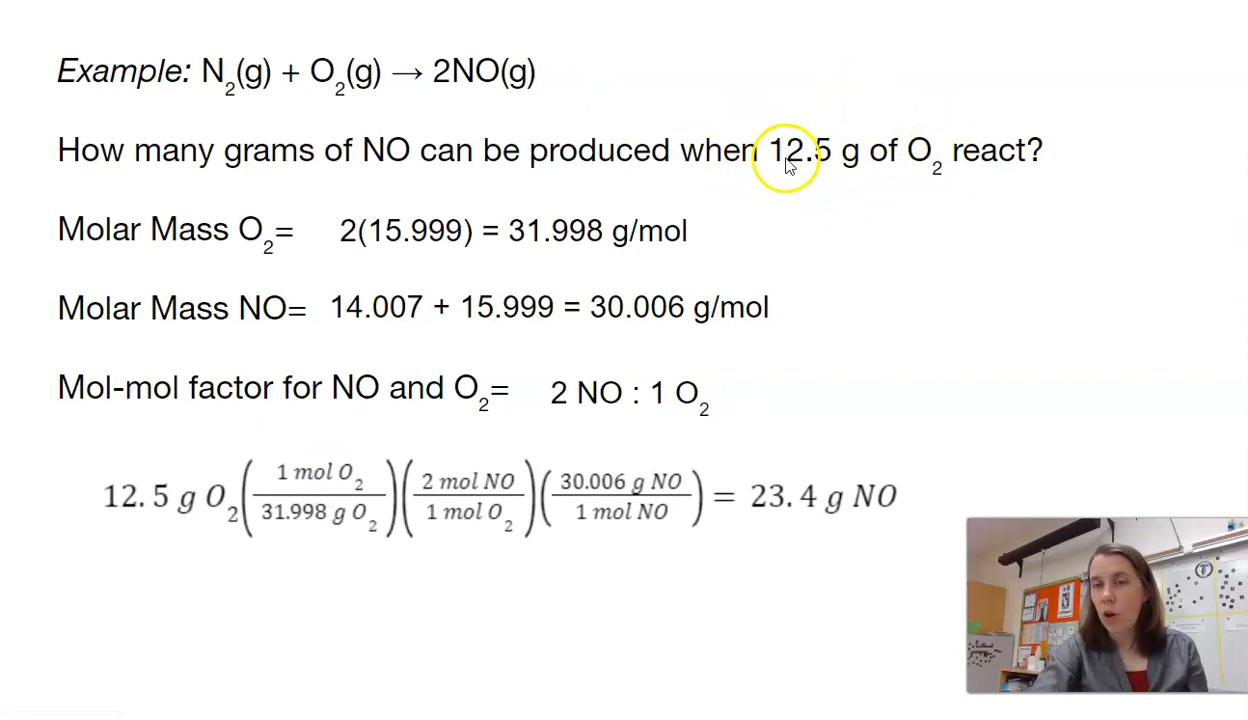 Example: N₂(g) + O₂(g) → 2NO(g)
How many grams of NO can be produced when 12.5 g of O₂ react?
Molar Mass O₂= 2(15.999) = 31.998 g/mol
Molar Mass NO= 14.007 + 15.999 = 30.006 g/mol
Mol-mol factor for NO and O₂= 2 NO : 1 O₂
12.5 g O₂(1 mol O₂/31.998 g O₂)(2 mol NO/1 mol O₂)(30.006 g NO/1 mol NO) = 23.4 g NO